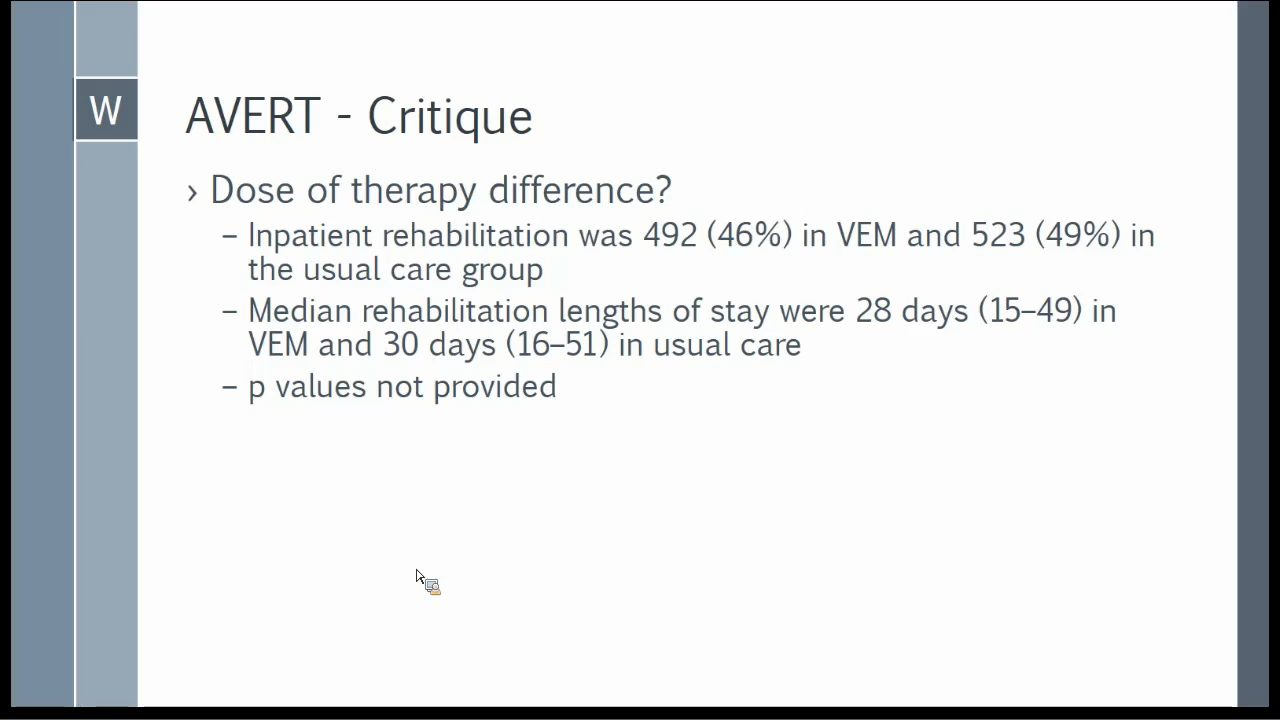 W
AVERT - Critique
› Dose of therapy difference?
– Inpatient rehabilitation was 492 (46%) in VEM and 523 (49%) in
the usual care group
– Median rehabilitation lengths of stay were 28 days (15–49) in
VEM and 30 days (16–51) in usual care
– p values not provided